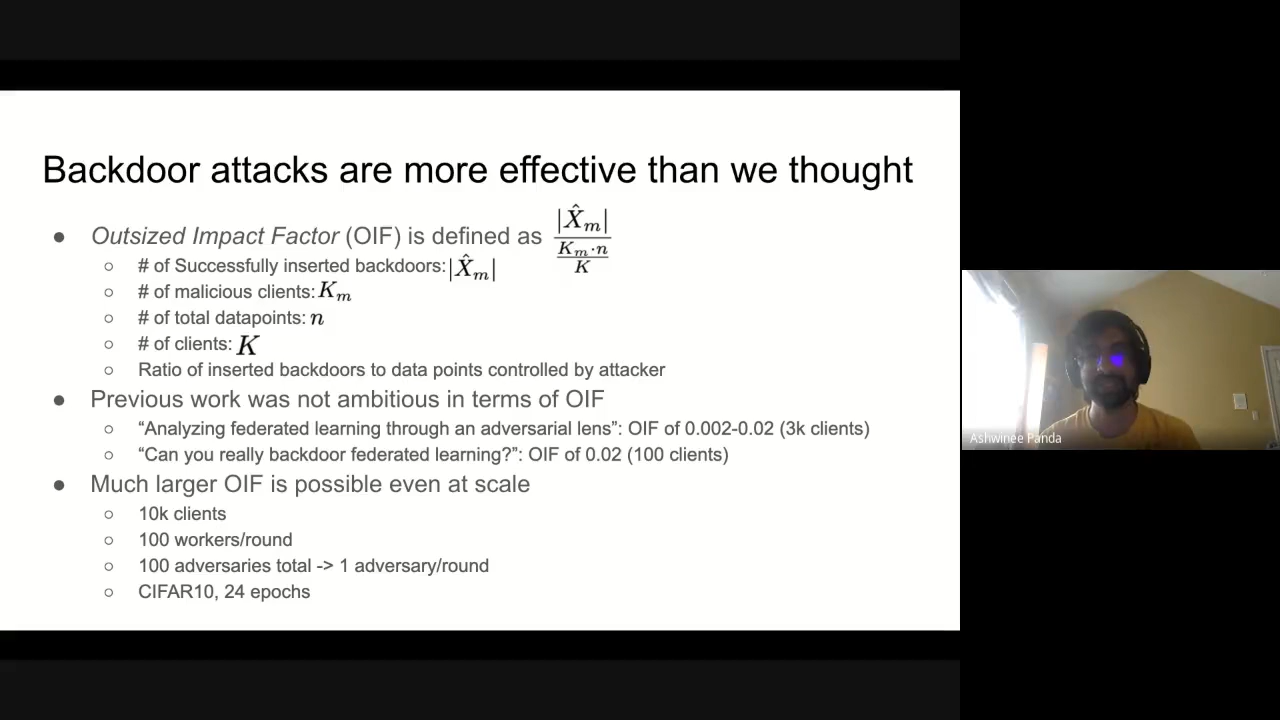 Backdoor attacks are more effective than we thought
● Outsized Impact Factor (OIF) is defined as |X̂ₘ| / (Kₘ·n / K)
○ # of Successfully inserted backdoors: |X̂ₘ|
○ # of malicious clients: Kₘ
○ # of total datapoints: n
○ # of clients: K
○ Ratio of inserted backdoors to data points controlled by attacker
● Previous work was not ambitious in terms of OIF
○ “Analyzing federated learning through an adversarial lens”: OIF of 0.002-0.02 (3k clients)
○ “Can you really backdoor federated learning?”: OIF of 0.02 (100 clients)
● Much larger OIF is possible even at scale
○ 10k clients
○ 100 workers/round
○ 100 adversaries total -> 1 adversary/round
○ CIFAR10, 24 epochs
Ashwinee Panda